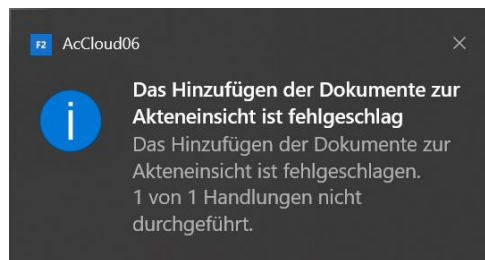 F2 AcCloud06
Das Hinzufügen der Dokumente zur
Akteneinsicht ist fehlgeschlag
Das Hinzufügen der Dokumente zur
Akteneinsicht ist fehlgeschlagen.
1 von 1 Handlungen nicht
durchgeführt.